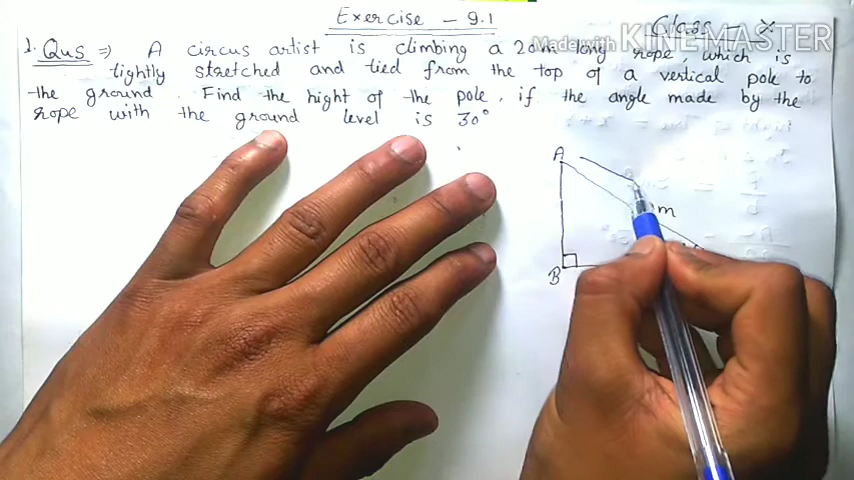 Exercise - 9.1
Class - X
Made with KINEMASTER
1. Qus ⇒ A circus artist is climbing a 20m long rope, which is
tightly stretched and tied from the top of a vertical pole to
the ground. Find the hight of the pole, if the angle made by the
rope with the ground level is 30°
A
m
B